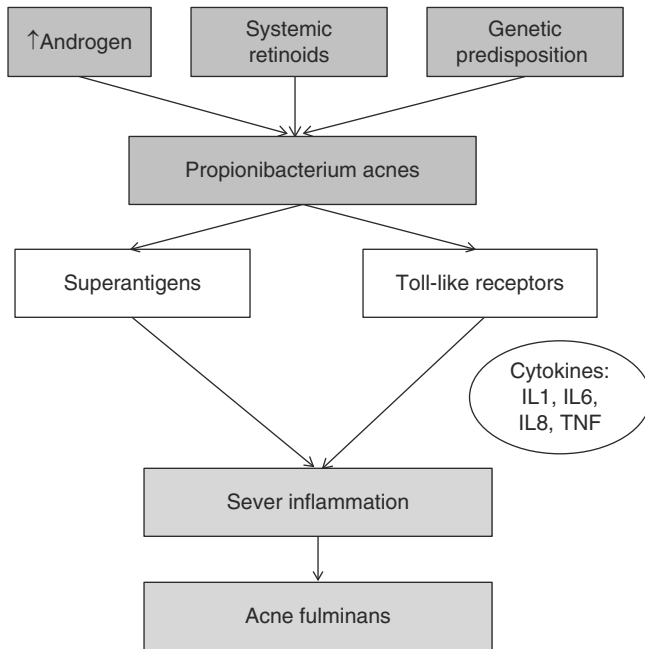 ↑Androgen
Systemic
retinoids
Genetic
predisposition
Propionibacterium acnes
Superantigens
Toll-like receptors
Cytokines:
IL1, IL6,
IL8, TNF
Sever inflammation
Acne fulminans